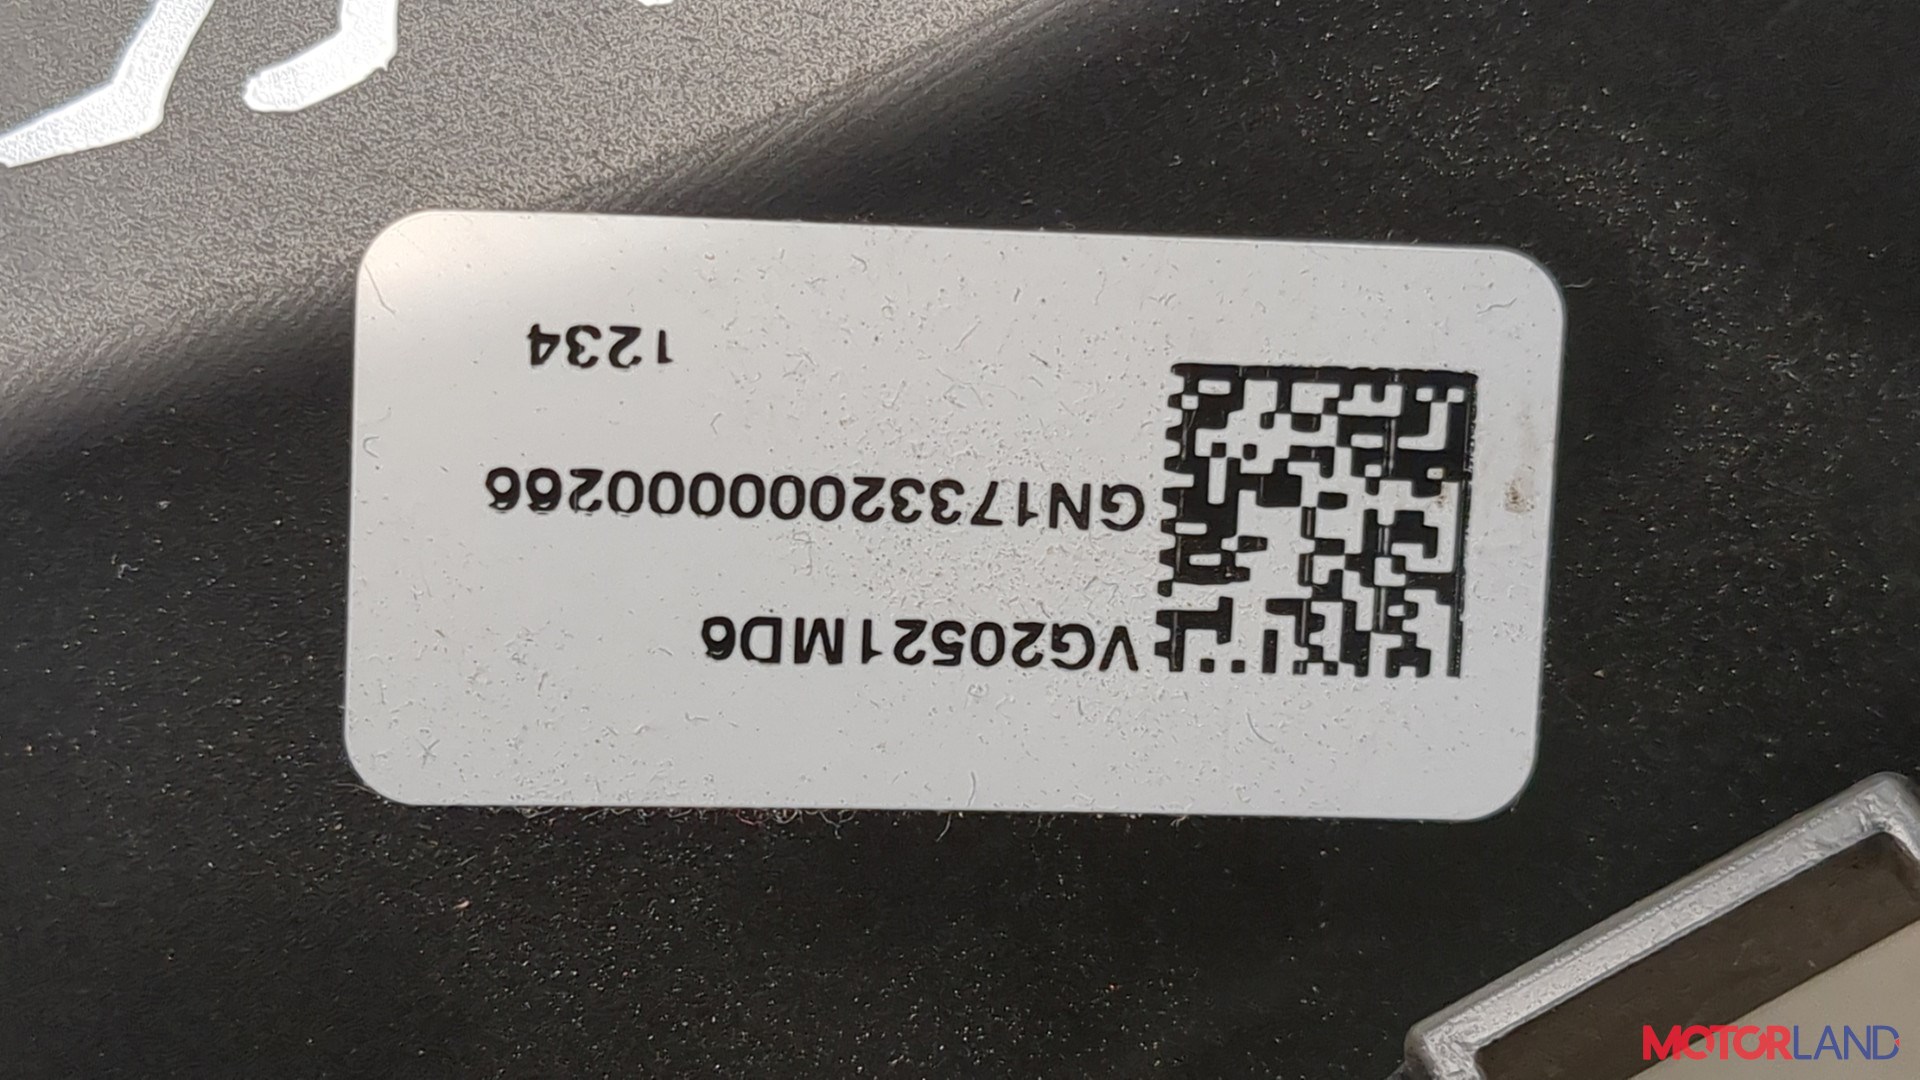 VG20521MD6
GN17332000000266
1234
MOTORLAND